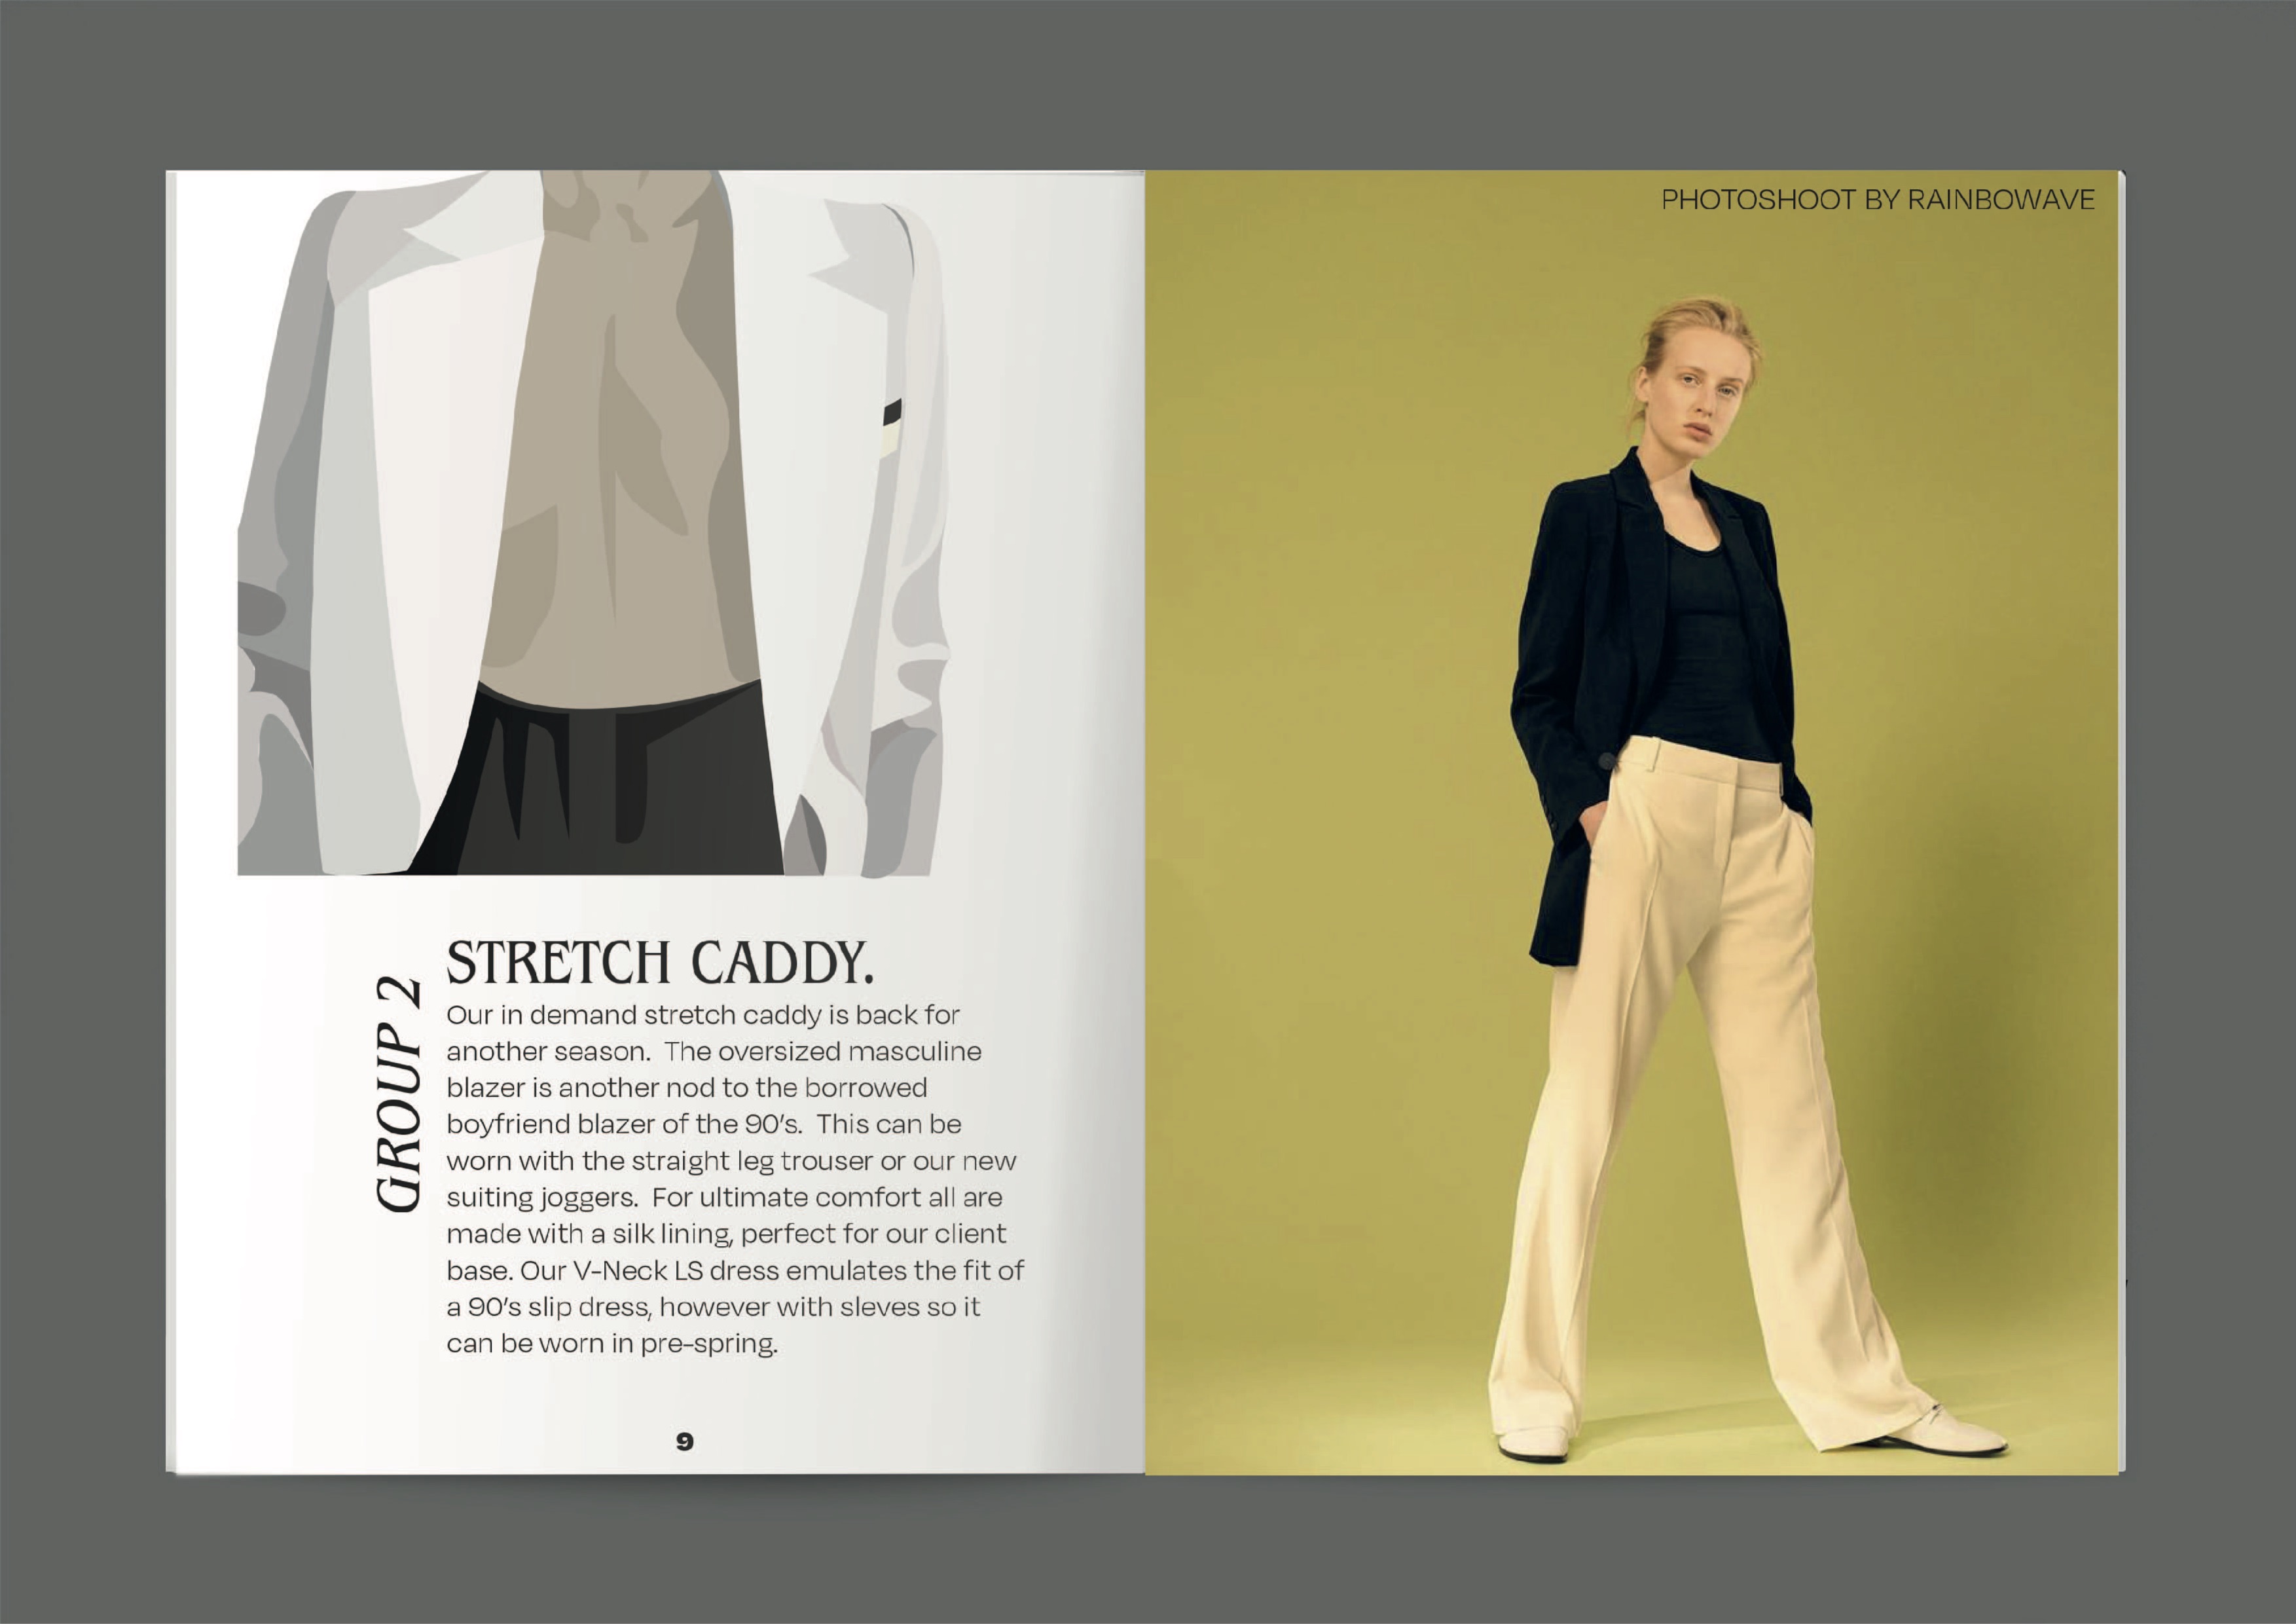 PHOTOSHOOT BY RAINBOWAVE
GROUP 2
STRETCH CADDY.
Our in demand stretch caddy is back for
another season.  The oversized masculine
blazer is another nod to the borrowed
boyfriend blazer of the 90's.  This can be
worn with the straight leg trouser or our new
suiting joggers.  For ultimate comfort all are
made with a silk lining, perfect for our client
base. Our V-Neck LS dress emulates the fit of
a 90's slip dress, however with sleves so it
can be worn in pre-spring.
9